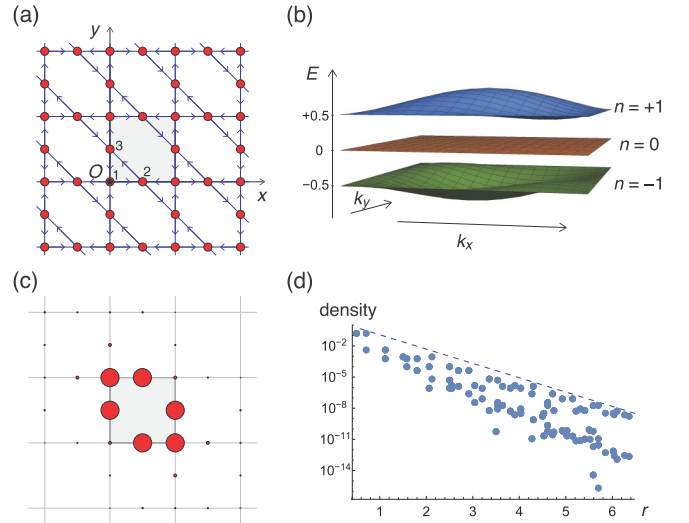 (a)
y
3
O
1
2
x
(b)
E
+0.5
n = +1
0
n = 0
−0.5
n = −1
k_y
k_x
(c)
(d)
density
10^-2
10^-5
10^-8
10^-11
10^-14
1 2 3 4 5 6 r